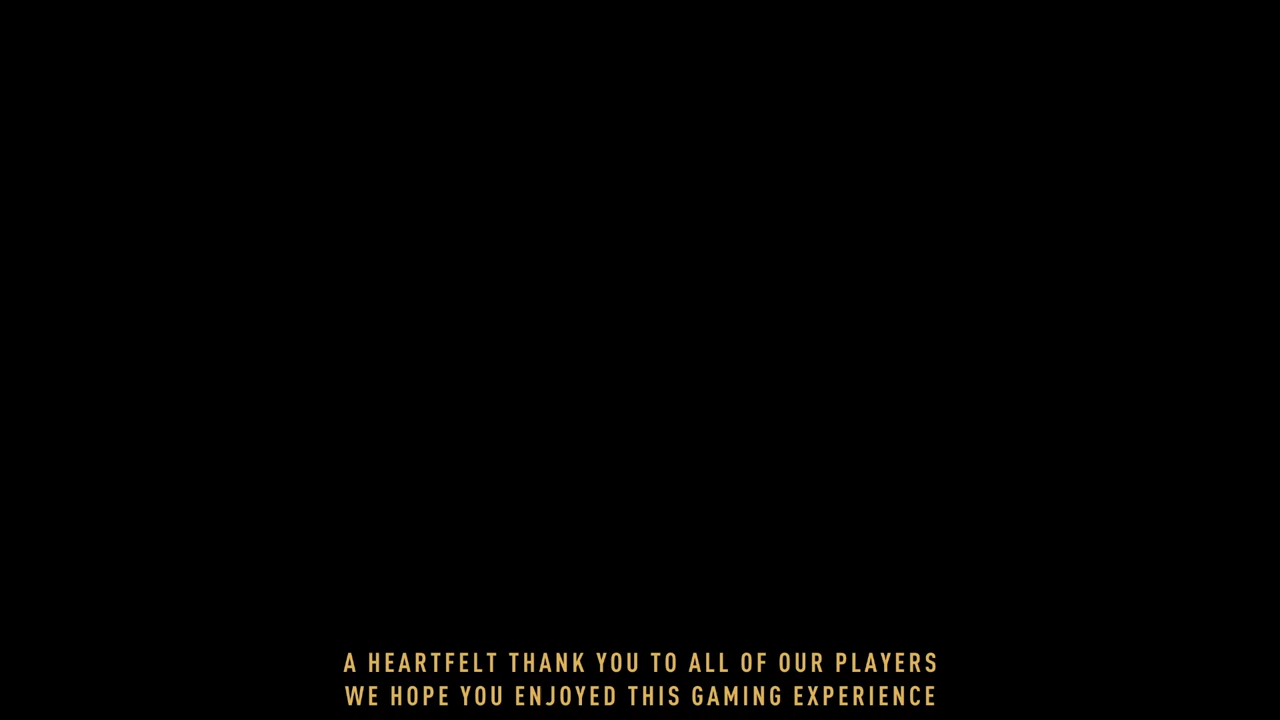 A HEARTFELT THANK YOU TO ALL OF OUR PLAYERS
WE HOPE YOU ENJOYED THIS GAMING EXPERIENCE